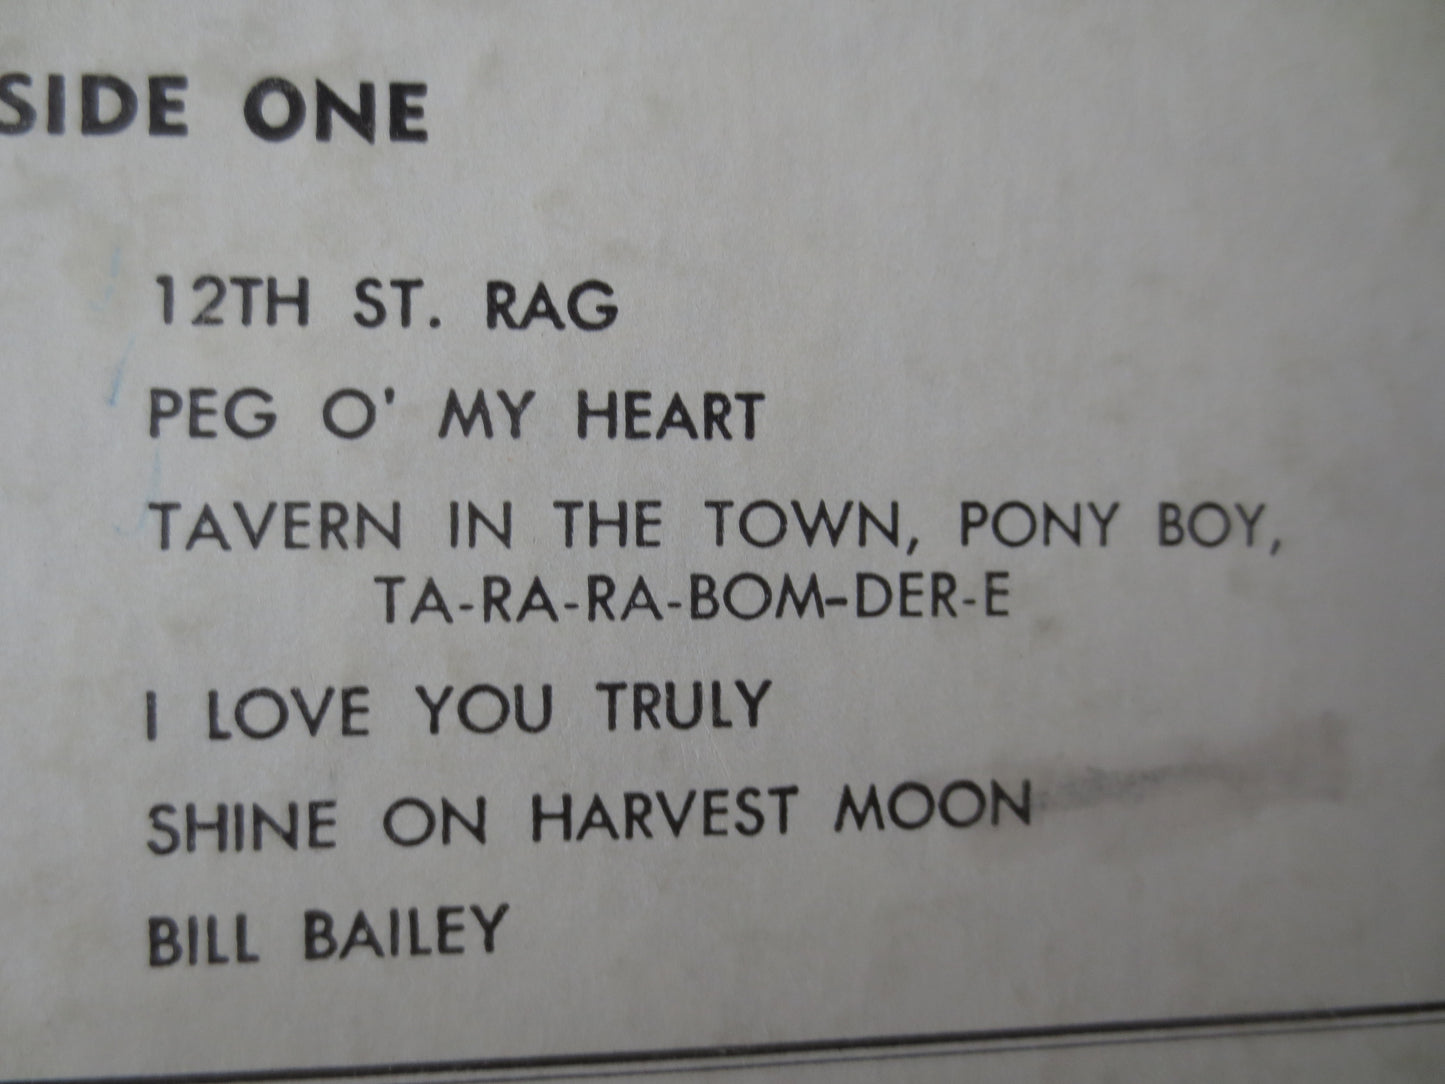 SIDE ONE
12TH ST. RAG
PEG O' MY HEART
TAVERN IN THE TOWN, PONY BOY,
TA-RA-RA-BOM-DER-E
I LOVE YOU TRULY
SHINE ON HARVEST MOON
BILL BAILEY